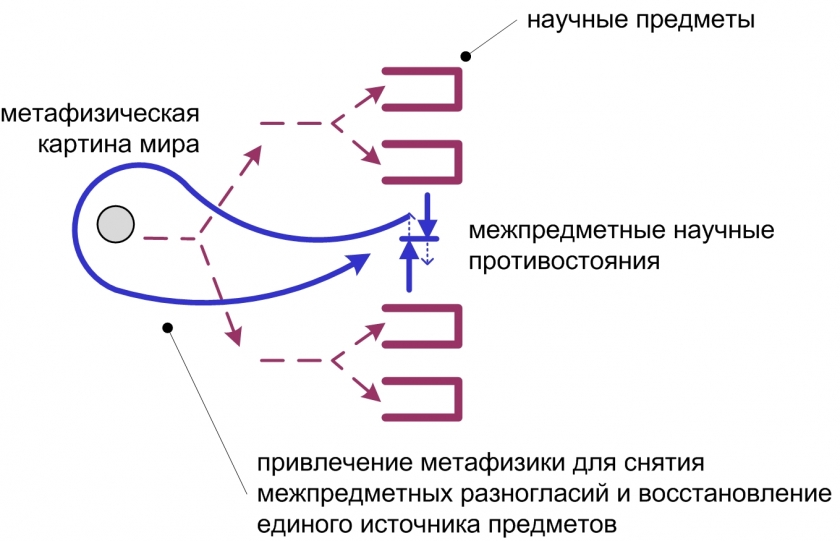 научные предметы
метафизическая
картина мира
межпредметные научные
противостояния
привлечение метафизики для снятия
межпредметных разногласий и восстановление
единого источника предметов